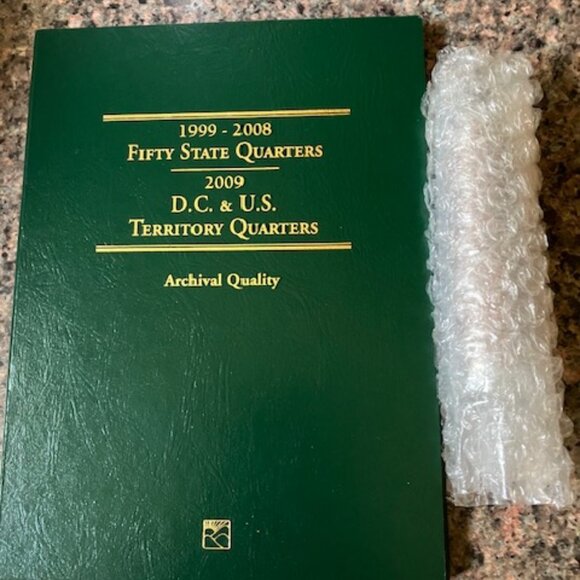 1999 - 2008
FIFTY STATE QUARTERS
2009
D.C. & U.S.
TERRITORY QUARTERS
Archival Quality